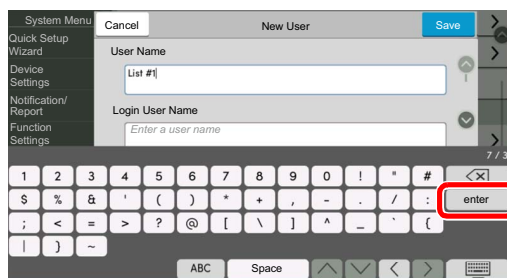 System Menu
Cancel
New User
Save
Quick Setup
Wizard
Device
Settings
Notification/
Report
Function
Settings
User Name
List #1
Login User Name
Enter a user name
7 / 3
1 2 3 4 5 6 7 8 9 0 ! " #
$ % & ' ( ) * + , - . / : enter
; < = > ? @ [ \ ] ^ _ ` {
| } ~
ABC Space